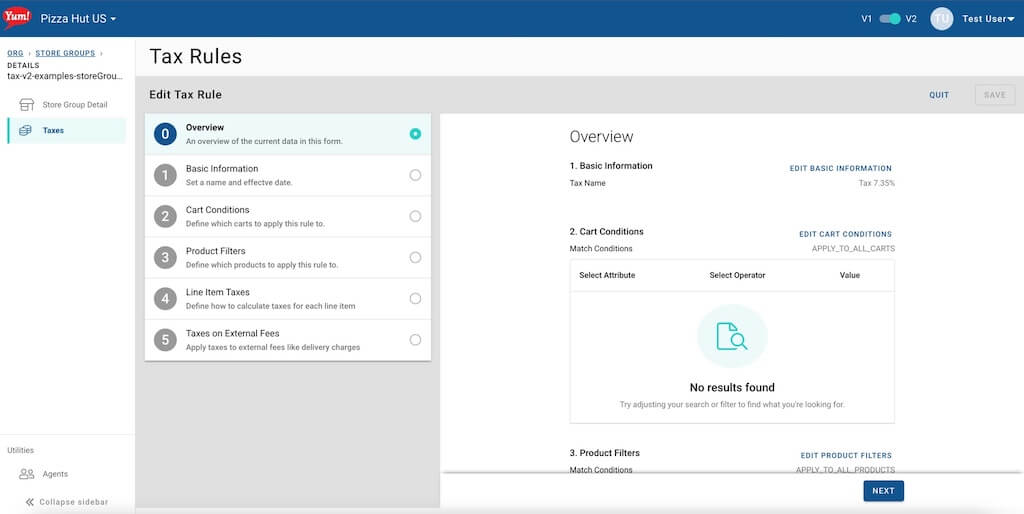 Yum!
Pizza Hut US
V1
V2
TU
Test User
ORG › STORE GROUPS ›
DETAILS
tax-v2-examples-storeGrou...
Store Group Detail
Taxes
Utilities
Agents
Collapse sidebar
Tax Rules
Edit Tax Rule
QUIT
SAVE
0
Overview
An overview of the current data in this form.
1
Basic Information
Set a name and effectve date.
2
Cart Conditions
Define which carts to apply this rule to.
3
Product Filters
Define which products to apply this rule to.
4
Line Item Taxes
Define how to calculate taxes for each line item
5
Taxes on External Fees
Apply taxes to external fees like delivery charges
Overview
1. Basic Information
EDIT BASIC INFORMATION
Tax Name
Tax 7.35%
2. Cart Conditions
EDIT CART CONDITIONS
Match Conditions
APPLY_TO_ALL_CARTS
Select Attribute
Select Operator
Value
No results found
Try adjusting your search or filter to find what you're looking for.
3. Product Filters
EDIT PRODUCT FILTERS
Match Conditions
APPLY_TO_ALL_PRODUCTS
NEXT